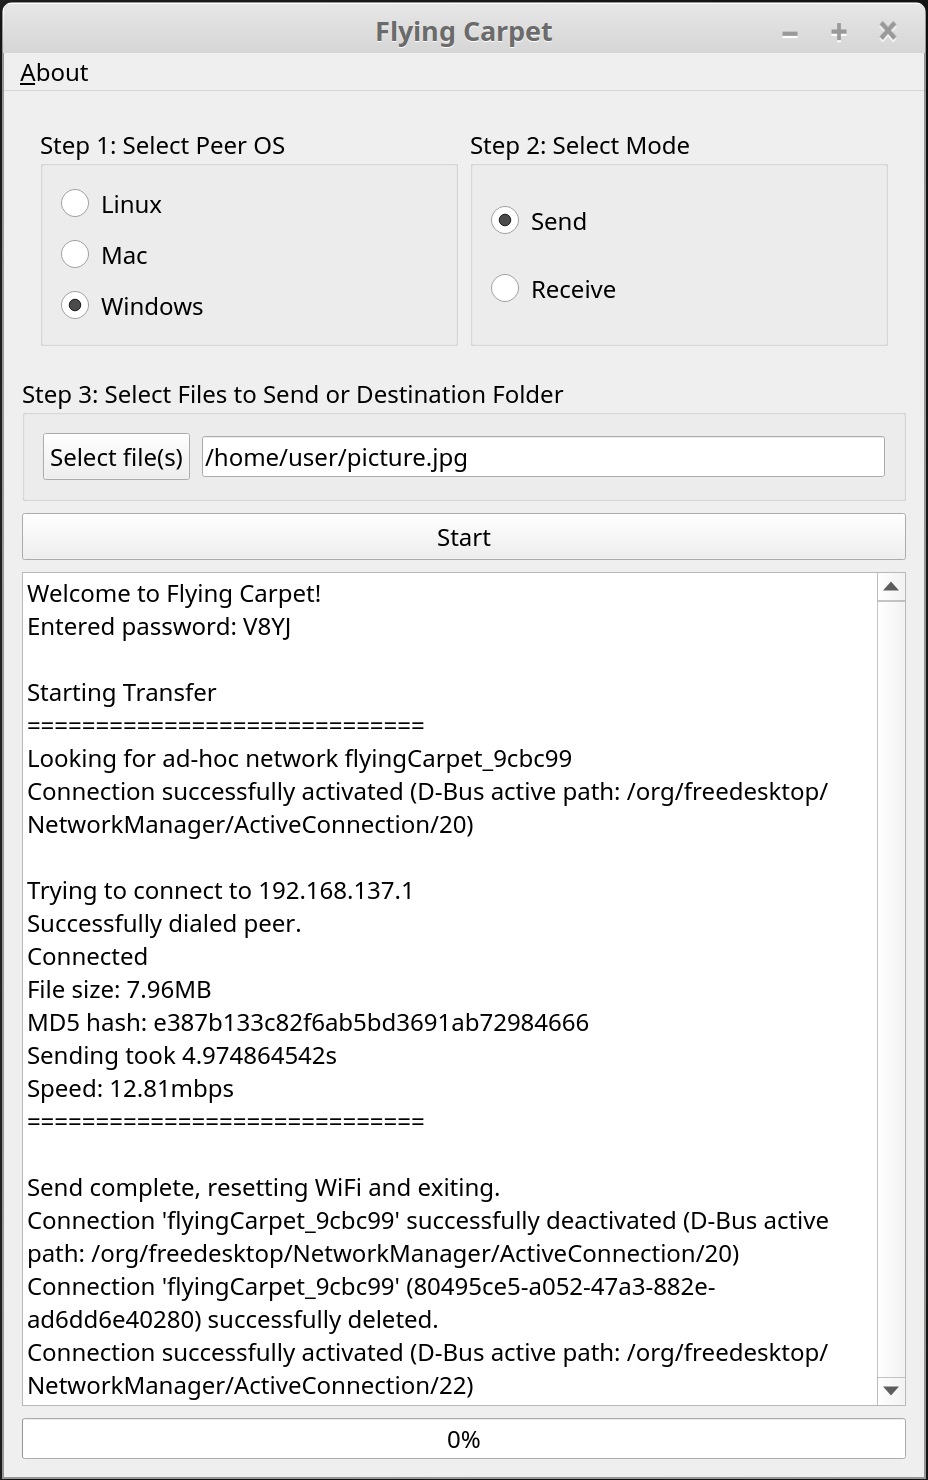 Flying Carpet
About
Step 1: Select Peer OS
Linux
Mac
Windows
Step 2: Select Mode
Send
Receive
Step 3: Select Files to Send or Destination Folder
Select file(s) /home/user/picture.jpg
Start
Welcome to Flying Carpet!
Entered password: V8YJ
Starting Transfer
=============================
Looking for ad-hoc network flyingCarpet_9cbc99
Connection successfully activated (D-Bus active path: /org/freedesktop/
NetworkManager/ActiveConnection/20)
Trying to connect to 192.168.137.1
Successfully dialed peer.
Connected
File size: 7.96MB
MD5 hash: e387b133c82f6ab5bd3691ab72984666
Sending took 4.974864542s
Speed: 12.81mbps
=============================
Send complete, resetting WiFi and exiting.
Connection 'flyingCarpet_9cbc99' successfully deactivated (D-Bus active
path: /org/freedesktop/NetworkManager/ActiveConnection/20)
Connection 'flyingCarpet_9cbc99' (80495ce5-a052-47a3-882e-
ad6dd6e40280) successfully deleted.
Connection successfully activated (D-Bus active path: /org/freedesktop/
NetworkManager/ActiveConnection/22)
0%